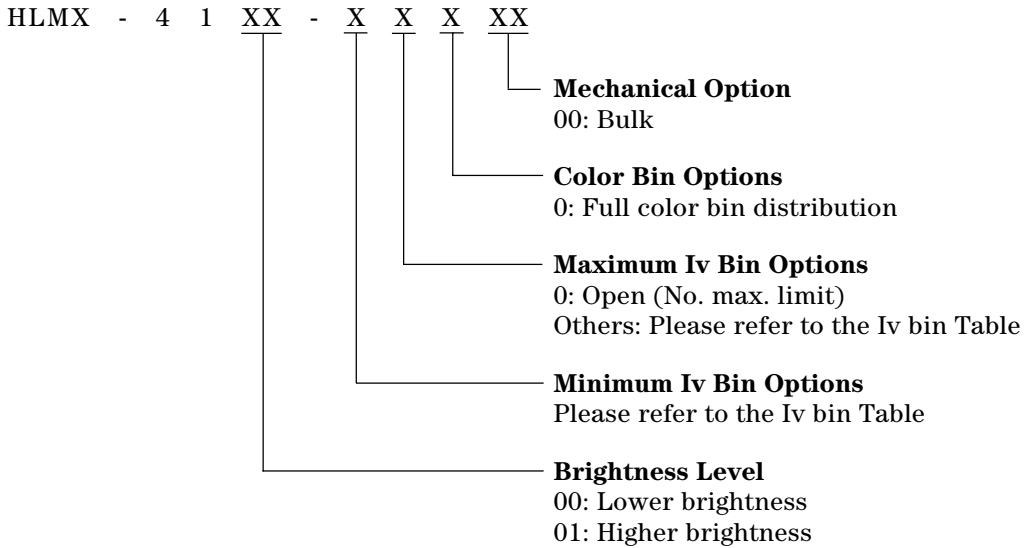 HLMX - 4 1 XX - X X X XX
Mechanical Option
00: Bulk
Color Bin Options
0: Full color bin distribution
Maximum Iv Bin Options
0: Open (No. max. limit)
Others: Please refer to the Iv bin Table
Minimum Iv Bin Options
Please refer to the Iv bin Table
Brightness Level
00: Lower brightness
01: Higher brightness